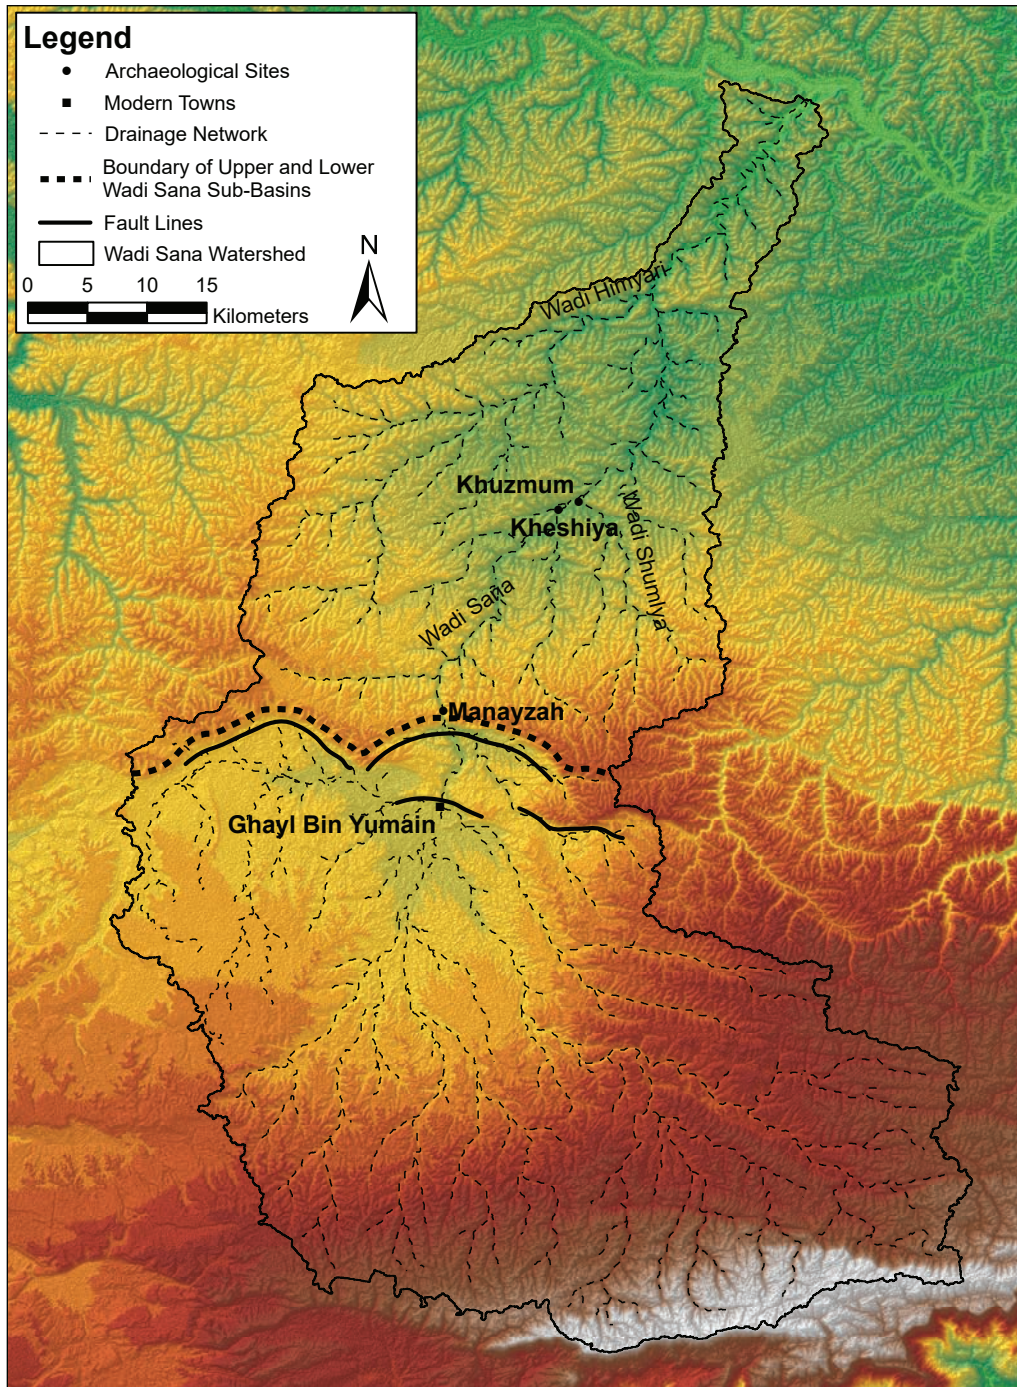 Legend
Archaeological Sites
Modern Towns
Drainage Network
Boundary of Upper and Lower
Wadi Sana Sub-Basins
Fault Lines
Wadi Sana Watershed
N
0 5 10 15
Kilometers
Wadi Himyari
Khuzmum
Kheshiya
Wadi Shumlya
Wadi Sana
Manayzah
Ghayl Bin Yumain